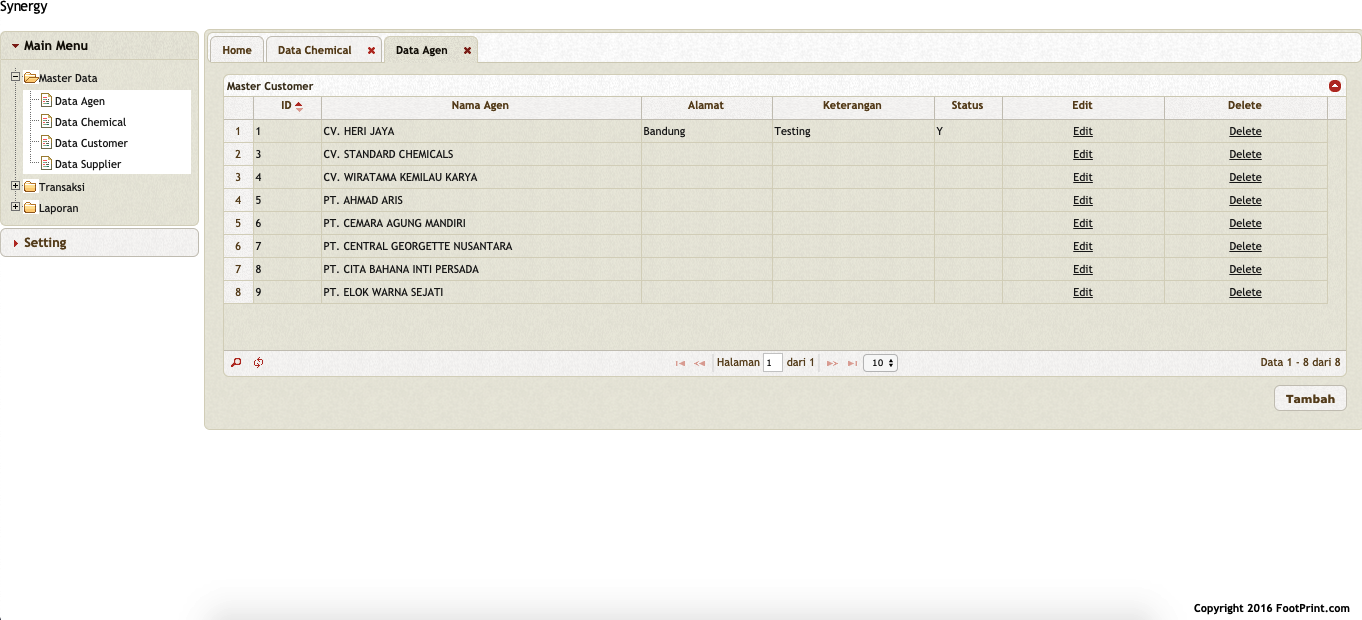 Synergy
Main Menu
Master Data
Data Agen
Data Chemical
Data Customer
Data Supplier
Transaksi
Laporan
Setting
Home Data Chemical Data Agen
Master Customer
ID Nama Agen Alamat Keterangan Status Edit Delete
1 1 CV. HERI JAYA Bandung Testing Y Edit Delete
2 3 CV. STANDARD CHEMICALS Edit Delete
3 4 CV. WIRATAMA KEMILAU KARYA Edit Delete
4 5 PT. AHMAD ARIS Edit Delete
5 6 PT. CEMARA AGUNG MANDIRI Edit Delete
6 7 PT. CENTRAL GEORGETTE NUSANTARA Edit Delete
7 8 PT. CITA BAHANA INTI PERSADA Edit Delete
8 9 PT. ELOK WARNA SEJATI Edit Delete
Halaman 1 dari 1 10 Data 1 - 8 dari 8
Tambah
Copyright 2016 FootPrint.com